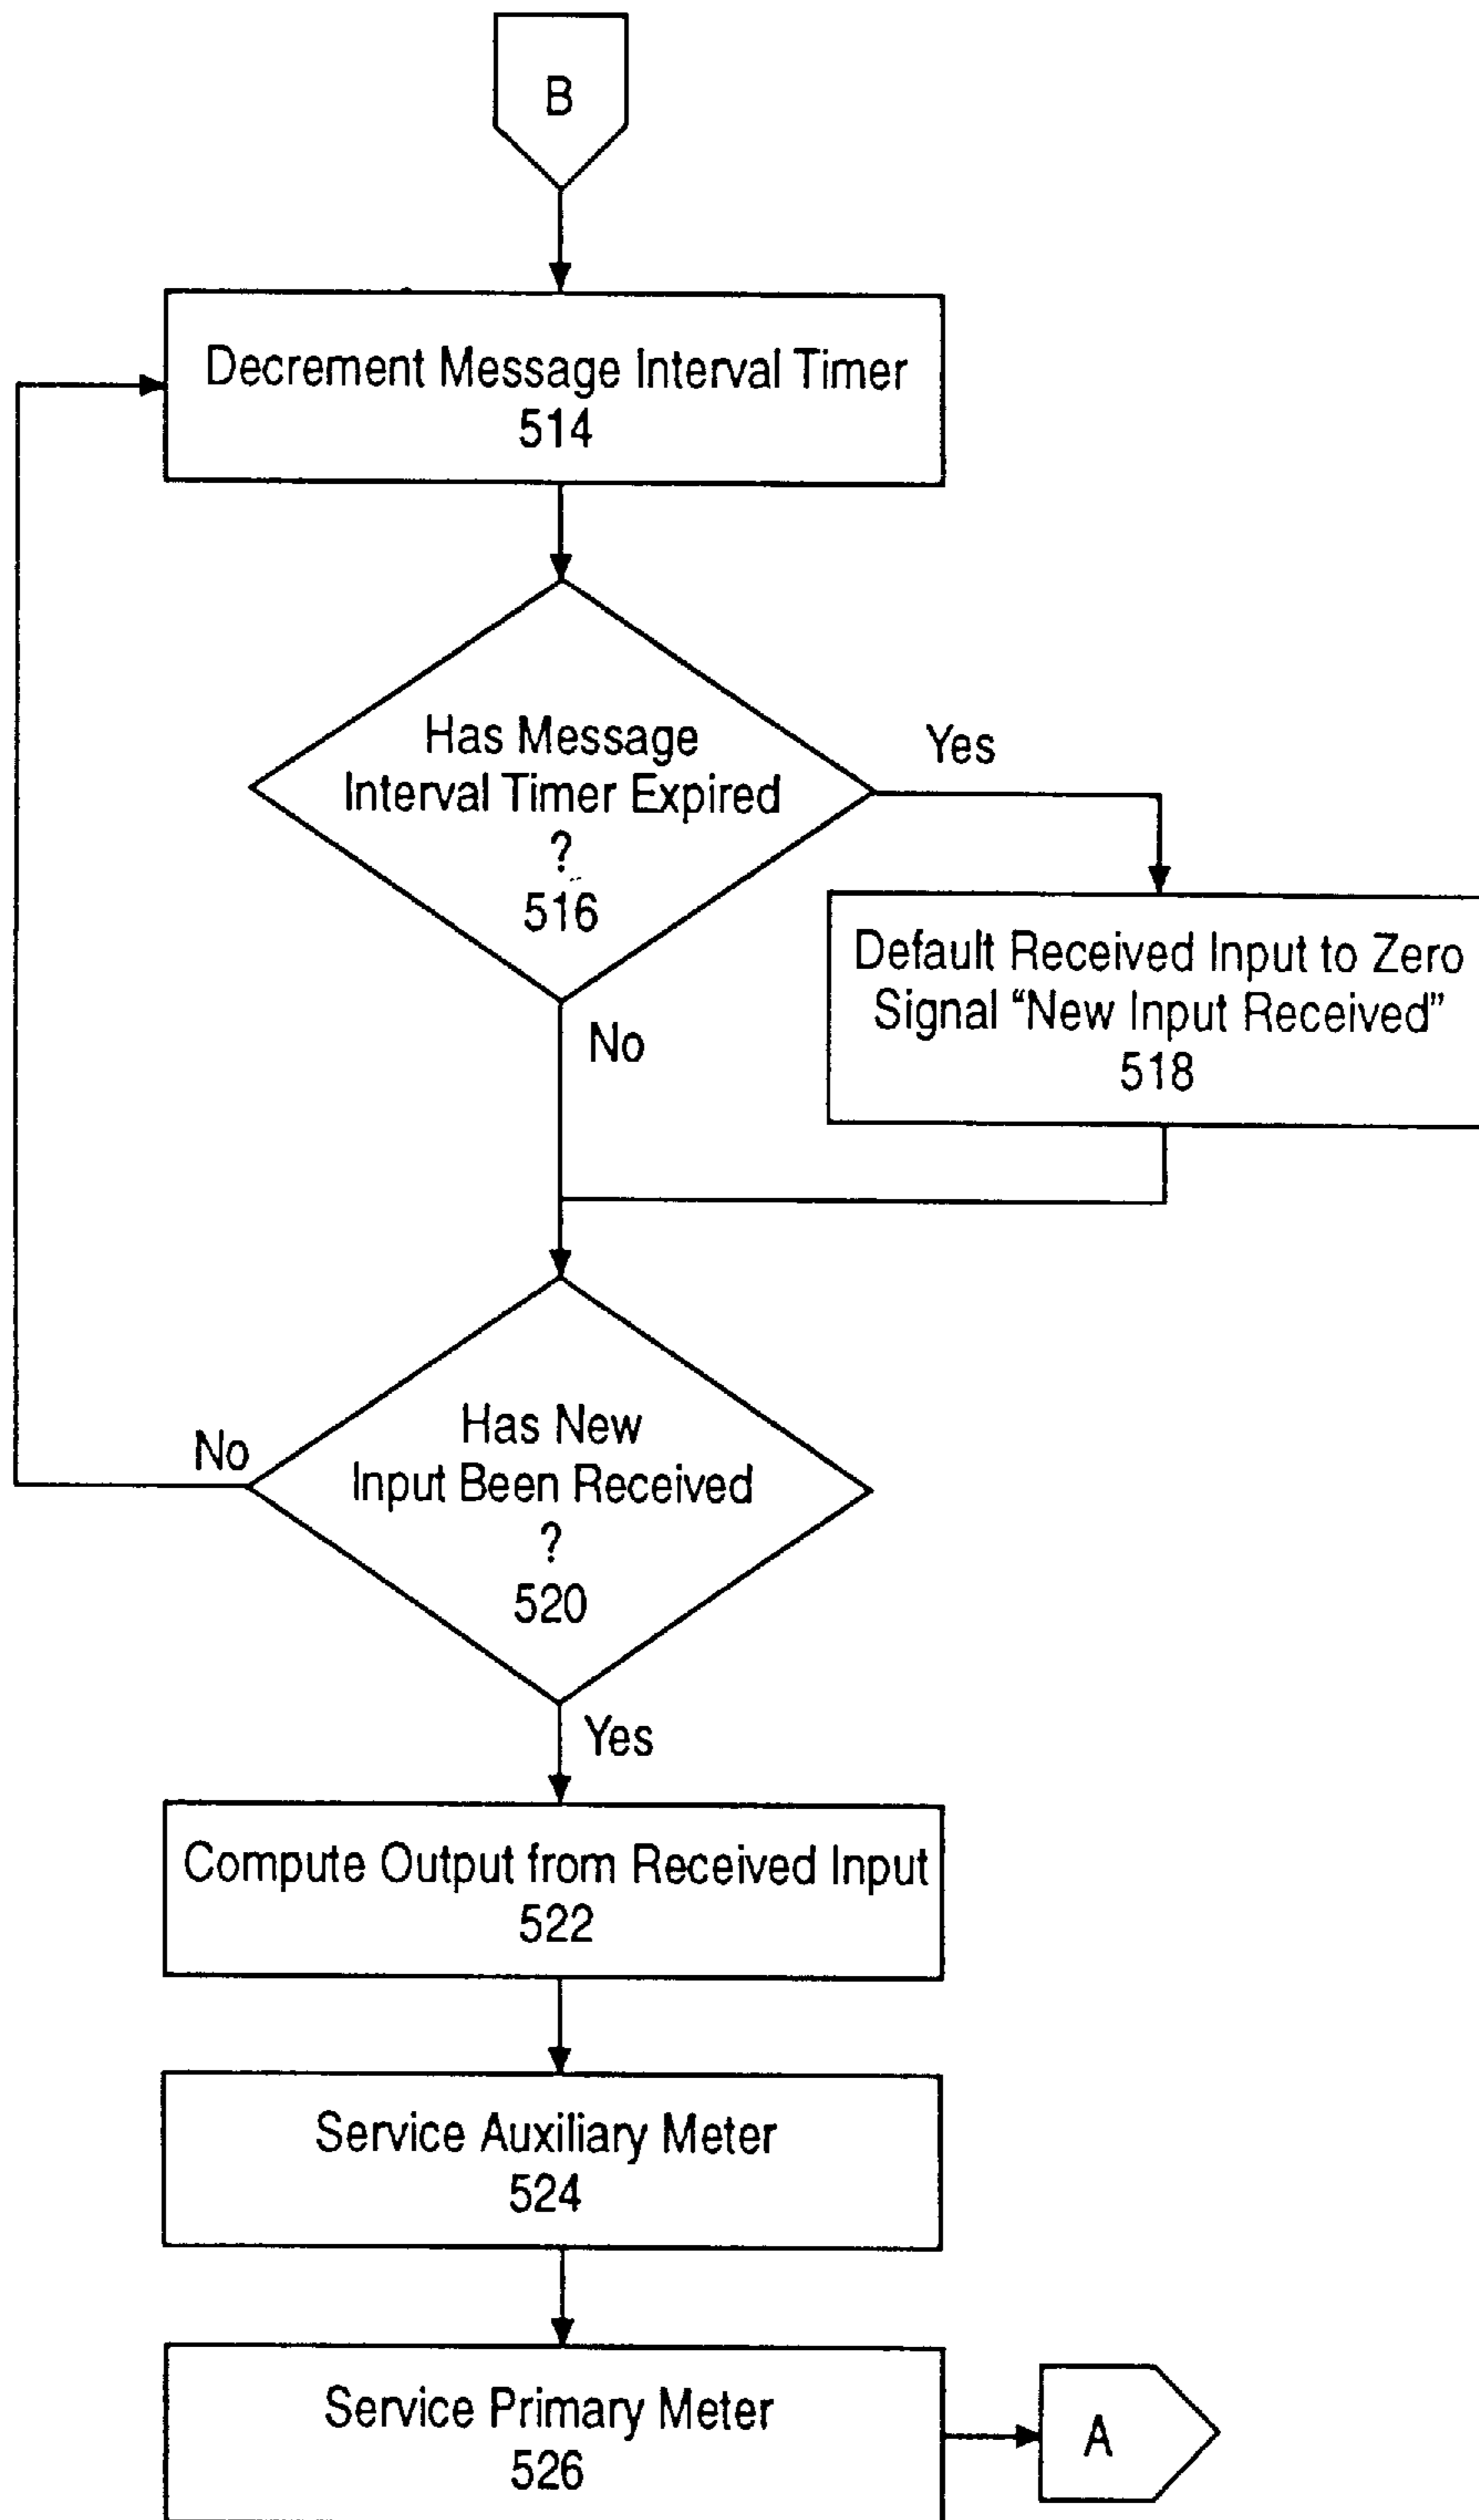 B
Decrement Message Interval Timer
514
Has Message
Interval Timer Expired
?
516
Yes
No
Default Received Input to Zero
Signal “New Input Received”
518
Has New
Input Been Received
?
520
No
Yes
Compute Output from Received Input
522
Service Auxiliary Meter
524
Service Primary Meter
526
A